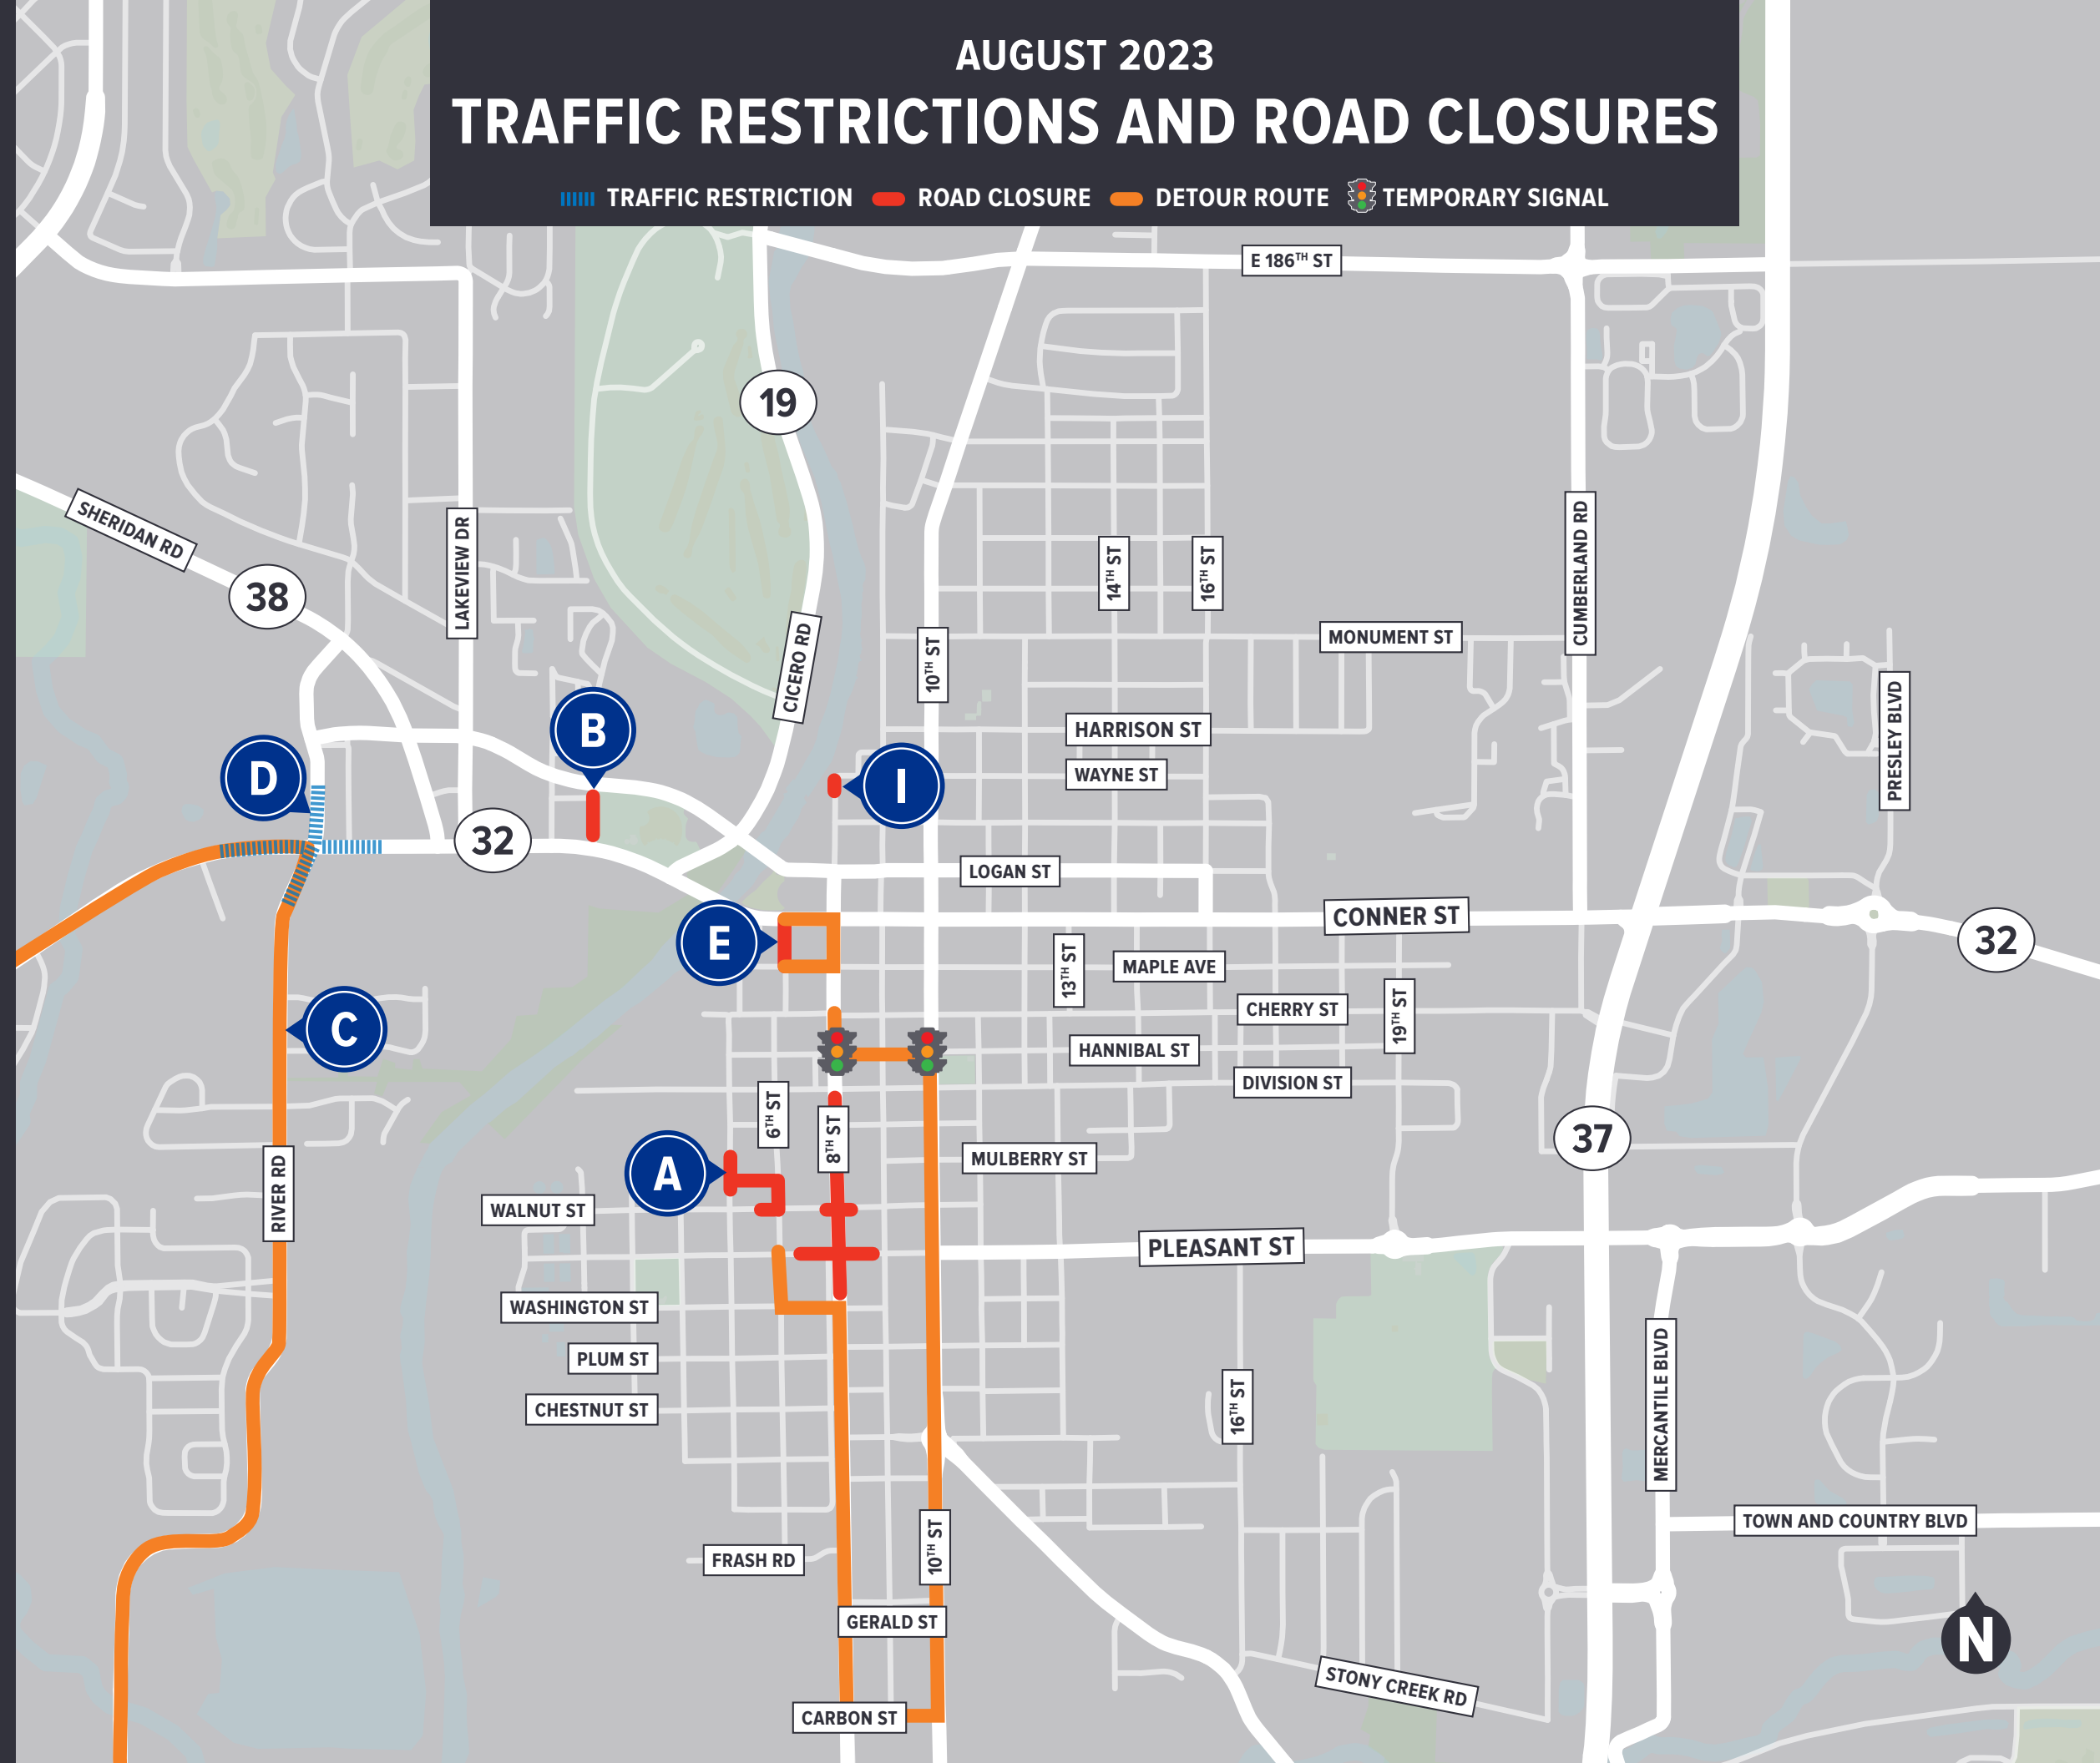 AUGUST 2023
TRAFFIC RESTRICTIONS AND ROAD CLOSURES
TRAFFIC RESTRICTION
ROAD CLOSURE
DETOUR ROUTE
TEMPORARY SIGNAL
E 186TH ST
19
SHERIDAN RD
38
LAKEVIEW DR
14TH ST
16TH ST
CUMBERLAND RD
CICERO RD
10TH ST
MONUMENT ST
PRESLEY BLVD
B
HARRISON ST
WAYNE ST
D
I
32
LOGAN ST
CONNER ST
E
32
13TH ST
MAPLE AVE
C
CHERRY ST
19TH ST
HANNIBAL ST
DIVISION ST
6TH ST
8TH ST
37
A
MULBERRY ST
RIVER RD
WALNUT ST
PLEASANT ST
WASHINGTON ST
PLUM ST
CHESTNUT ST
16TH ST
MERCANTILE BLVD
TOWN AND COUNTRY BLVD
10TH ST
FRASH RD
GERALD ST
N
STONY CREEK RD
CARBON ST